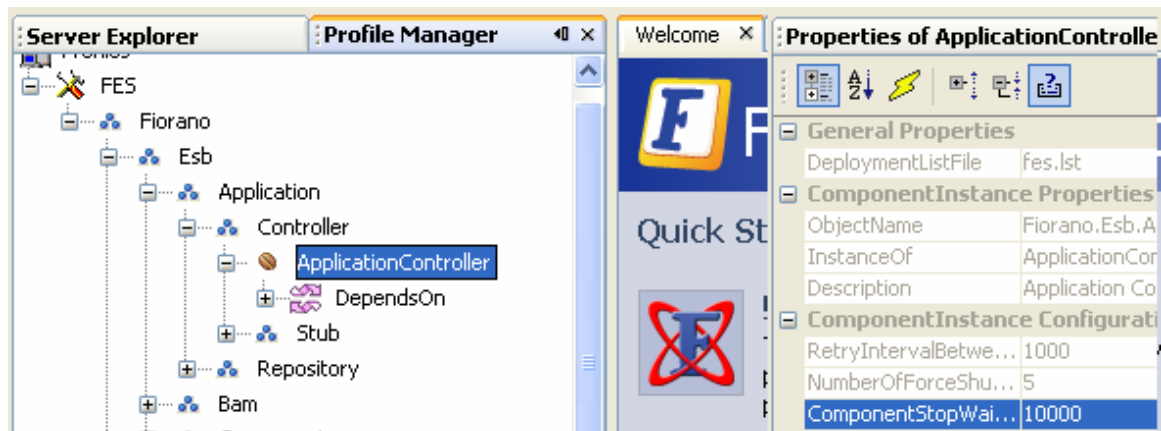 Server Explorer
Profile Manager
FES
Fiorano
Esb
Application
Controller
ApplicationController
DependsOn
Stub
Repository
Bam
Welcome
F
Quick St
Properties of ApplicationControlle
General Properties
DeploymentListFile fes.lst
ComponentInstance Properties
ObjectName Fiorano.Esb.A
InstanceOf ApplicationCor
Description Application Co
ComponentInstance Configurati
RetryIntervalBetwe... 1000
NumberOfForceShu... 5
ComponentStopWai... 10000